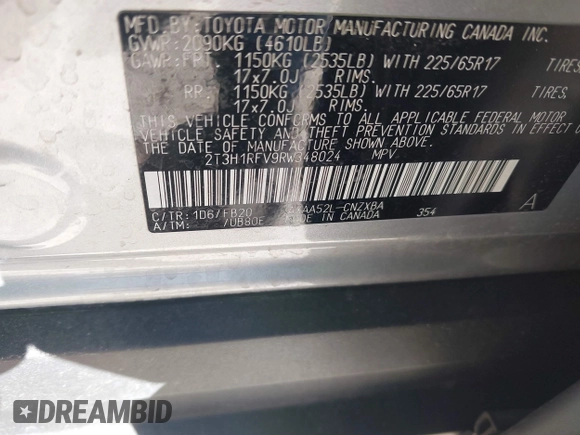 MFD. BY: TOYOTA MOTOR MANUFACTURING CANADA INC.
GVWR: 2090KG (4610LB)
GAWR: FRT. 1150KG (2535LB) WITH 225/65R17 TIRES
17x7.0J RIMS.
RR. 1150KG (2535LB) WITH 225/65R17 TIRES,
17x7.0J RIMS.
THIS VEHICLE CONFORMS TO ALL APPLICABLE FEDERAL MOTOR
VEHICLE SAFETY AND THEFT PREVENTION STANDARDS IN EFFECT O
THE DATE OF MANUFACTURE SHOWN ABOVE.
2T3H1RFV9RW348024 MPV
C/TR: 1D6/FB20 AA52L-CNZXBA
A/TM: /UB80E IN CANADA 354
A
DREAMBID